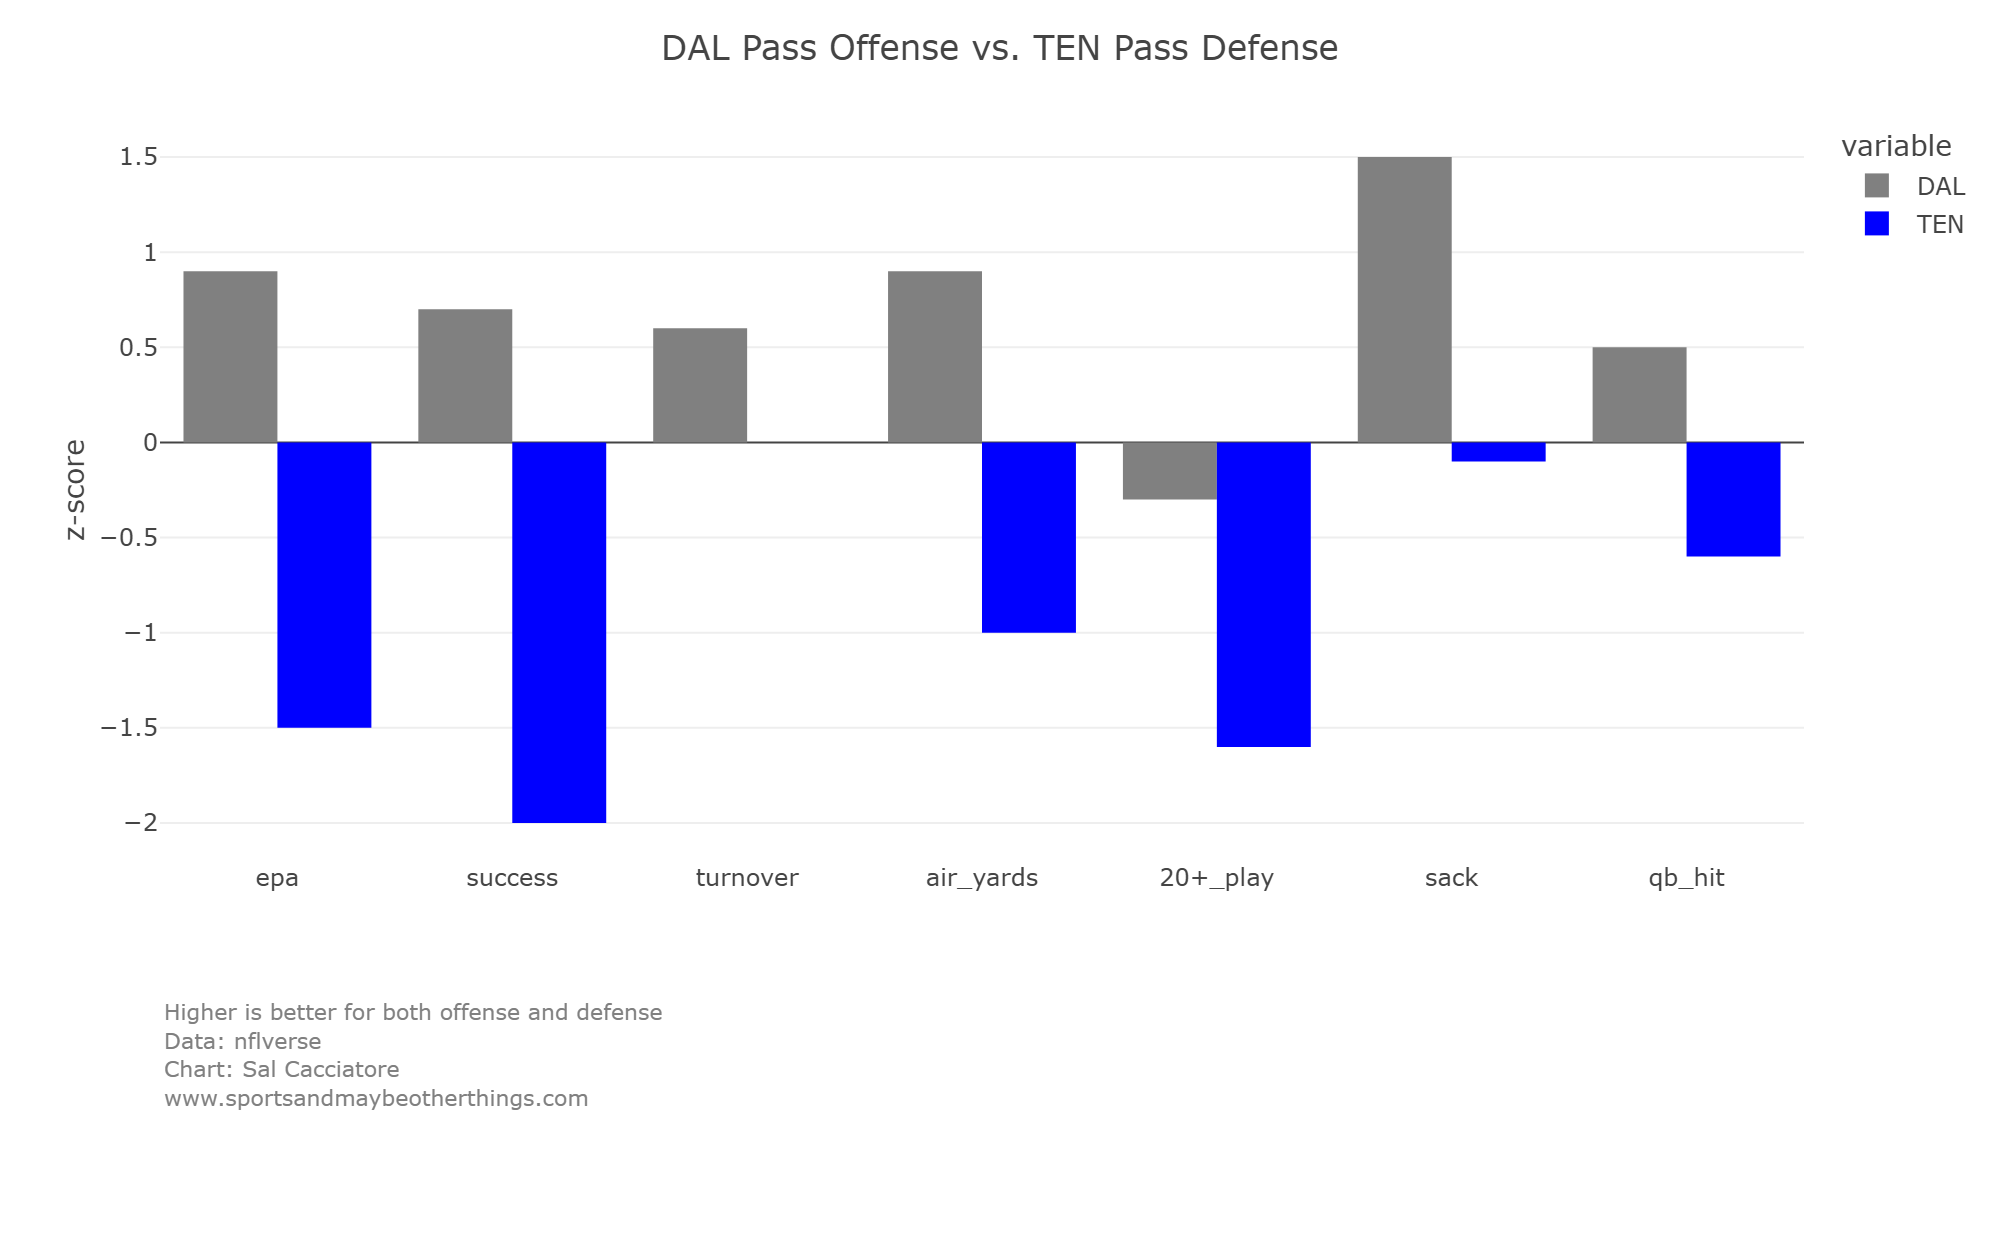 DAL Pass Offense vs. TEN Pass Defense
variable
DAL
TEN
z-score
1.5
1
0.5
0
−0.5
−1
−1.5
−2
epa
success
turnover
air_yards
20+_play
sack
qb_hit
Higher is better for both offense and defense
Data: nflverse
Chart: Sal Cacciatore
www.sportsandmaybeotherthings.com